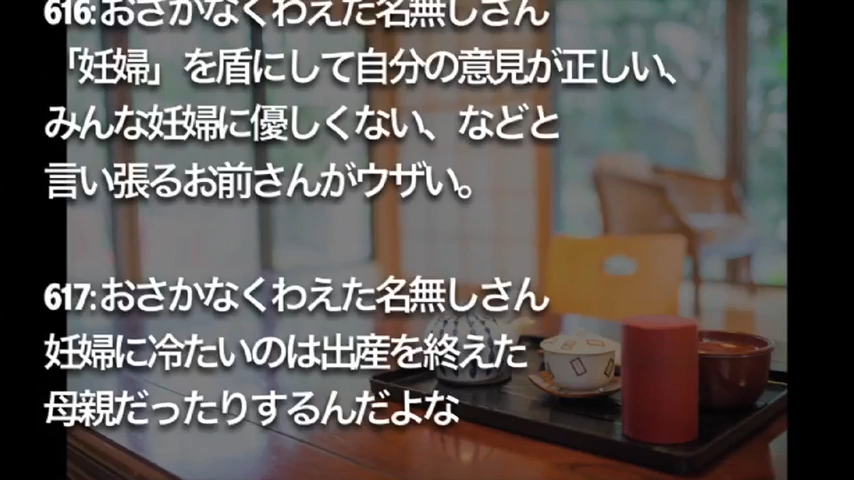 616:おさかなくわえた名無しさん
「妊婦」を盾にして自分の意見が正しい、
みんな妊婦に優しくない、などと
言い張るお前さんがウザい。
617:おさかなくわえた名無しさん
妊婦に冷たいのは出産を終えた
母親だったりするんだよな